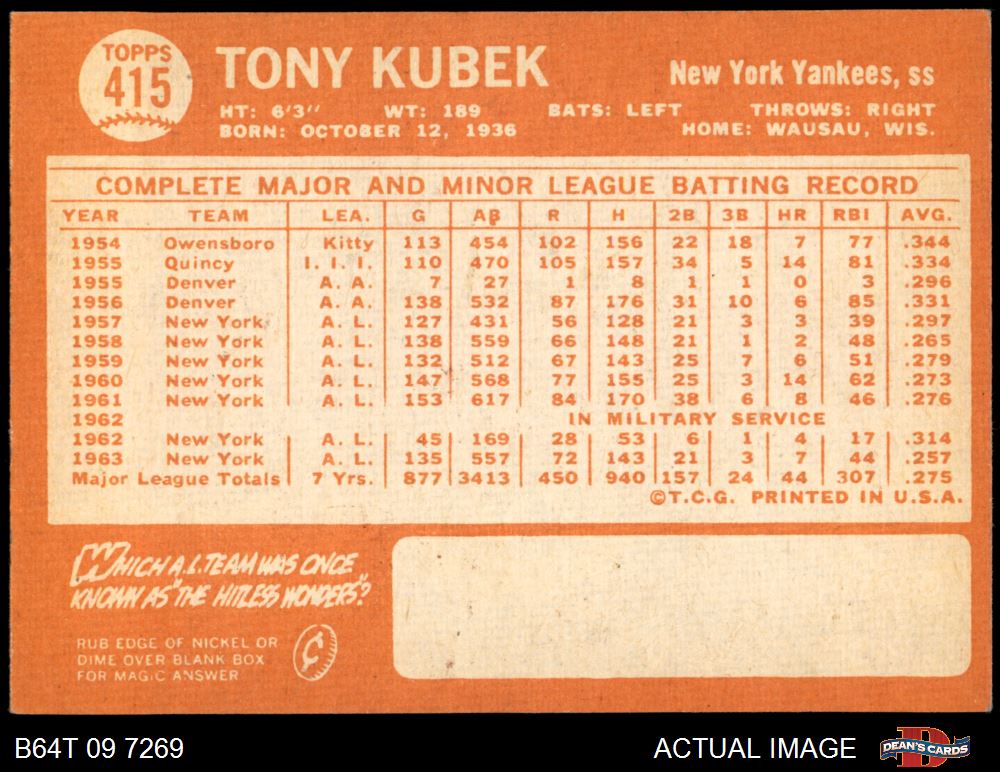 TOPPS
415
TONY KUBEK
New York Yankees, ss
HT: 6'3'' WT: 189 BATS: LEFT THROWS: RIGHT
BORN: OCTOBER 12, 1936 HOME: WAUSAU, WIS.
COMPLETE MAJOR AND MINOR LEAGUE BATTING RECORD
YEAR TEAM LEA. G AB R H 2B 3B HR RBI AVG.
1954 Owensboro Kitty 113 454 102 156 22 18 7 77 .344
1955 Quincy I. I. I. 110 470 105 157 34 5 14 81 .334
1955 Denver A. A. 7 27 1 8 1 1 0 3 .296
1956 Denver A. A. 138 532 87 176 31 10 6 85 .331
1957 New York A. L. 127 431 56 128 21 3 3 39 .297
1958 New York A. L. 138 559 66 148 21 1 2 48 .265
1959 New York A. L. 132 512 67 143 25 7 6 51 .279
1960 New York A. L. 147 568 77 155 25 3 14 62 .273
1961 New York A. L. 153 617 84 170 38 6 8 46 .276
1962 IN MILITARY SERVICE
1962 New York A. L. 45 169 28 53 6 1 4 17 .314
1963 New York A. L. 135 557 72 143 21 3 7 44 .257
Major League Totals 7 Yrs. 877 3413 450 940 157 24 44 307 .275
©T.C.G. PRINTED IN U.S.A.
WHICH A.L. TEAM WAS ONCE
KNOWN AS "THE HITLESS WONDERS"?
RUB EDGE OF NICKEL OR
DIME OVER BLANK BOX
FOR MAGIC ANSWER
¢
B64T 09 7269
ACTUAL IMAGE
D
DEAN'S CARDS